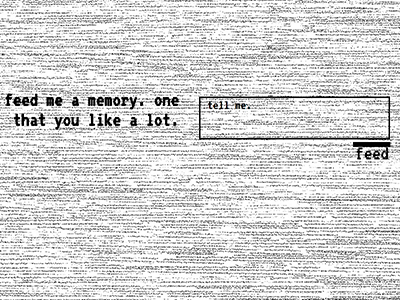 feed me a memory. one
that you like a lot.
tell me.
feed